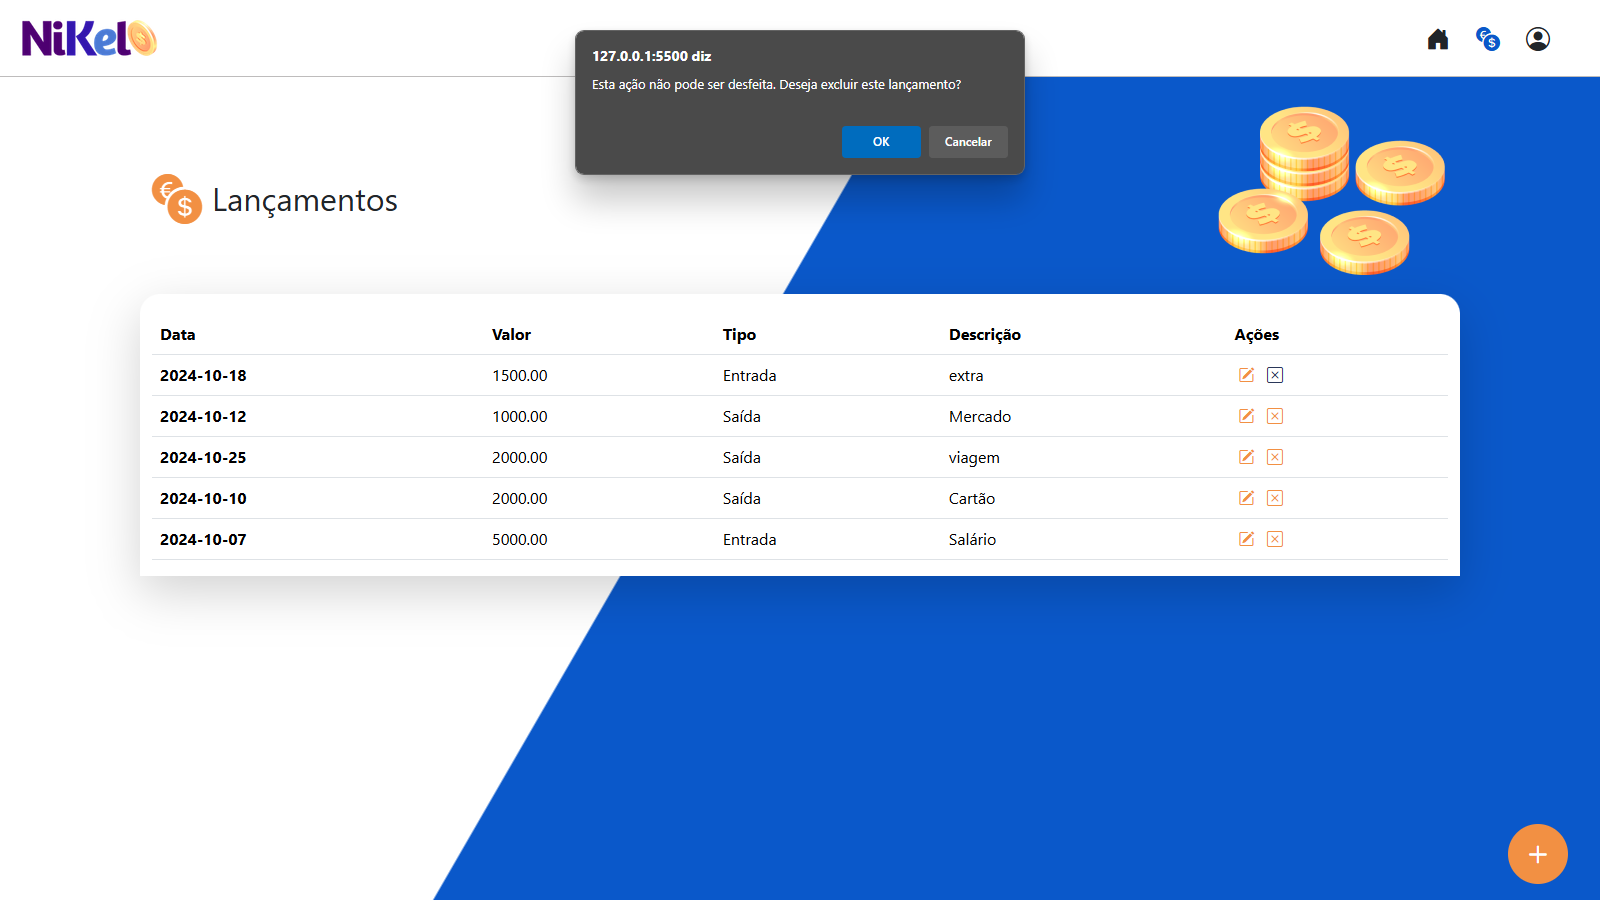 NiKel
127.0.0.1:5500 diz
Esta ação não pode ser desfeita. Deseja excluir este lançamento?
OK Cancelar
€ $ Lançamentos
Data Valor Tipo Descrição Ações
2024-10-18 1500.00 Entrada extra
2024-10-12 1000.00 Saída Mercado
2024-10-25 2000.00 Saída viagem
2024-10-10 2000.00 Saída Cartão
2024-10-07 5000.00 Entrada Salário
+